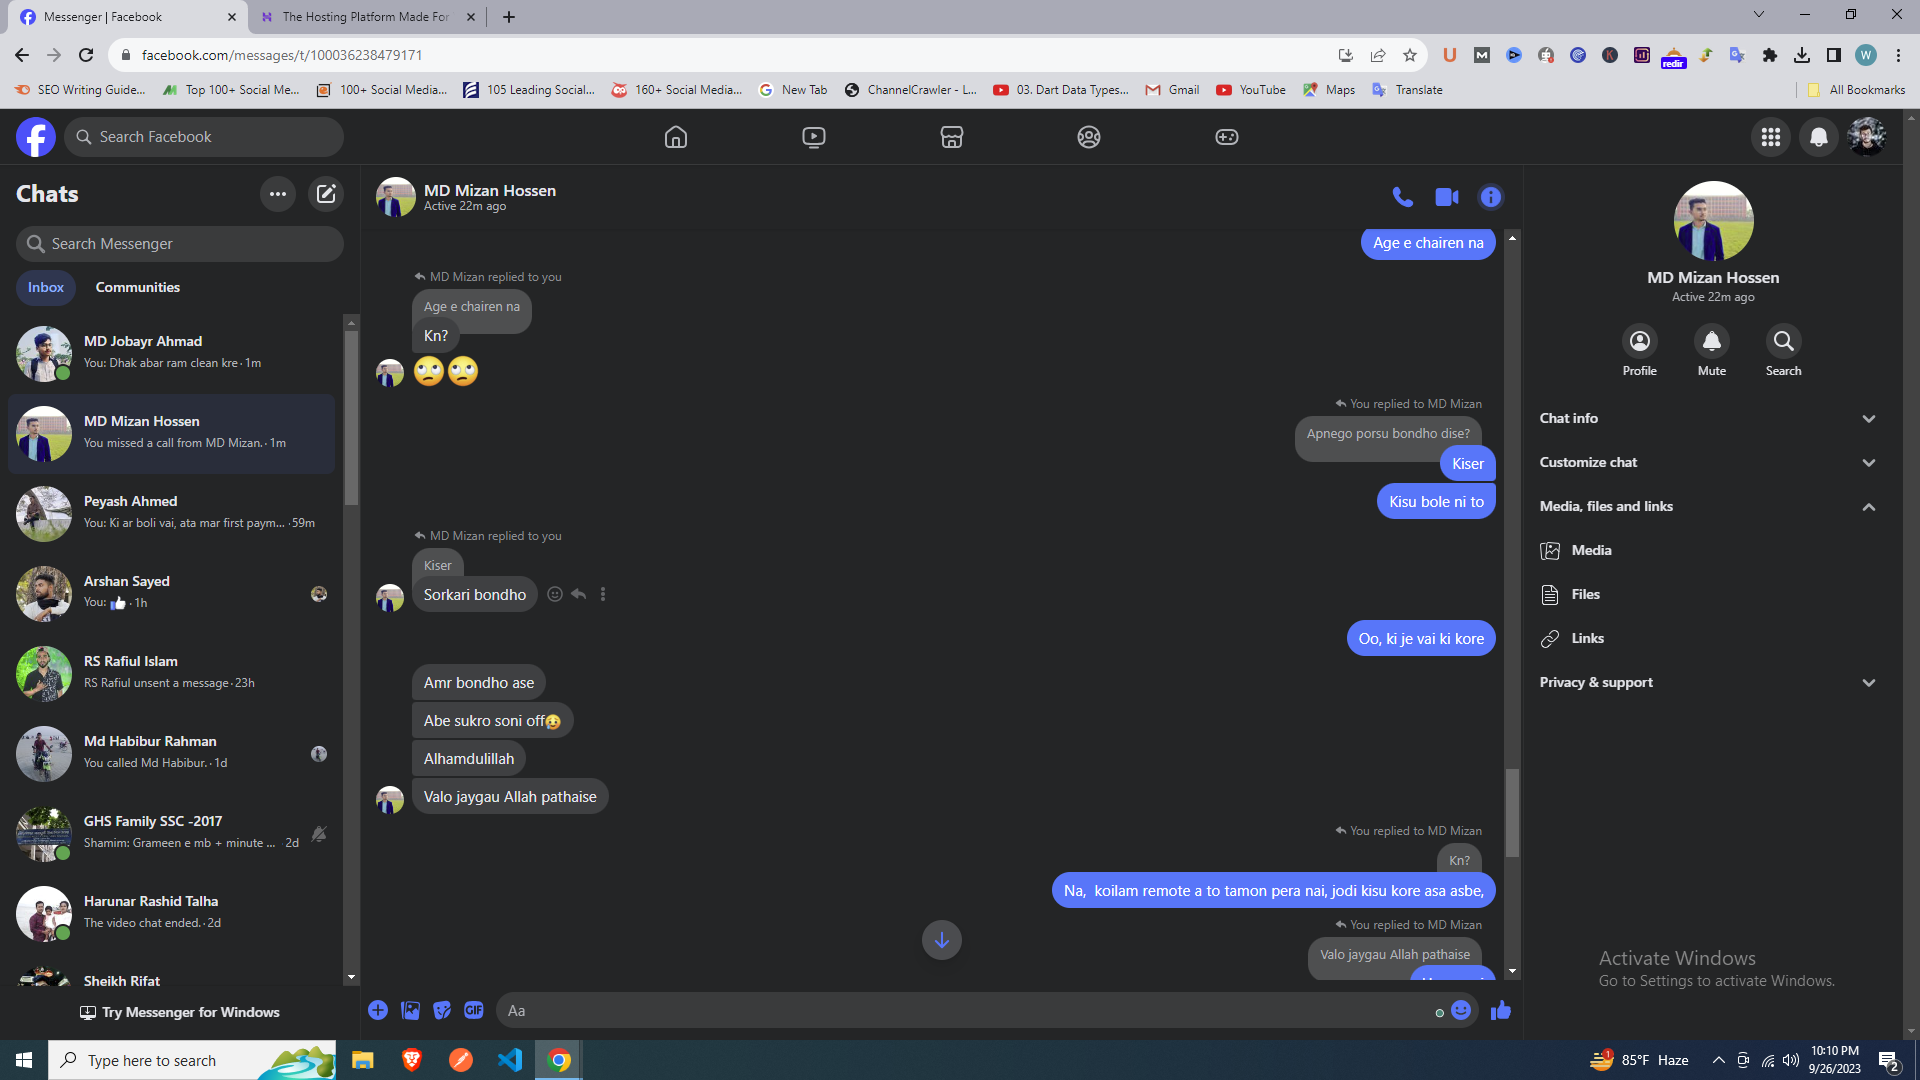 Messenger | Facebook
The Hosting Platform Made For
facebook.com/messages/t/100036238479171
redir
W
SEO Writing Guide...
Top 100+ Social Me...
100+ Social Media...
105 Leading Social...
160+ Social Media...
New Tab
ChannelCrawler - L...
03. Dart Data Types...
Gmail
YouTube
Maps
Translate
All Bookmarks
Search Facebook
Chats
Search Messenger
Inbox
Communities
MD Jobayr Ahmad
You: Dhak abar ram clean kre · 1m
MD Mizan Hossen
You missed a call from MD Mizan. · 1m
Peyash Ahmed
You: Ki ar boli vai, ata mar first paym... · 59m
Arshan Sayed
You: 👍 · 1h
RS Rafiul Islam
RS Rafiul unsent a message · 23h
Md Habibur Rahman
You called Md Habibur. · 1d
GHS Family SSC -2017
Shamim: Grameen e mb + minute ... · 2d
Harunar Rashid Talha
The video chat ended. · 2d
Sheikh Rifat
Try Messenger for Windows
MD Mizan Hossen
Active 22m ago
Age e chairen na
MD Mizan replied to you
Age e chairen na
Kn?
🙄🙄
You replied to MD Mizan
Apnego porsu bondho dise?
Kiser
Kisu bole ni to
MD Mizan replied to you
Kiser
Sorkari bondho
Oo, ki je vai ki kore
Amr bondho ase
Abe sukro soni off😥
Alhamdulillah
Valo jaygau Allah pathaise
You replied to MD Mizan
Kn?
Na,  koilam remote a to tamon pera nai, jodi kisu kore asa asbe,
You replied to MD Mizan
Valo jaygau Allah pathaise
GIF
Aa
MD Mizan Hossen
Active 22m ago
Profile
Mute
Search
Chat info
Customize chat
Media, files and links
Media
Files
Links
Privacy & support
Activate Windows
Go to Settings to activate Windows.
Type here to search
1
85°F Haze
10:10 PM
9/26/2023
2